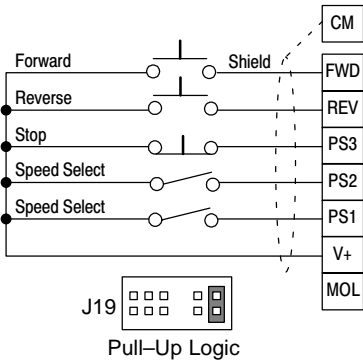 CM
Forward
Shield
FWD
Reverse
REV
Stop
PS3
Speed Select
PS2
Speed Select
PS1
V+
MOL
J19
Pull–Up Logic